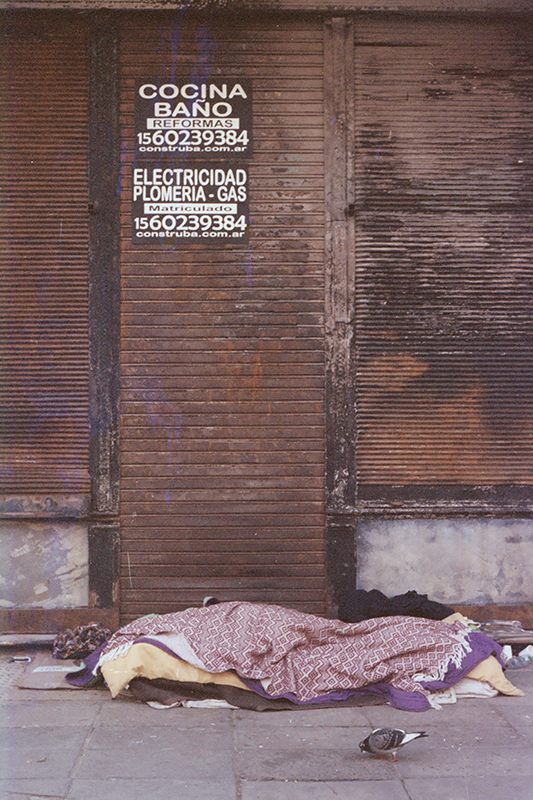 COCINA
BAÑO
REFORMAS
1560239384
construba.com.ar
ELECTRICIDAD
PLOMERIA - GAS
Matriculado
1560239384
construba.com.ar